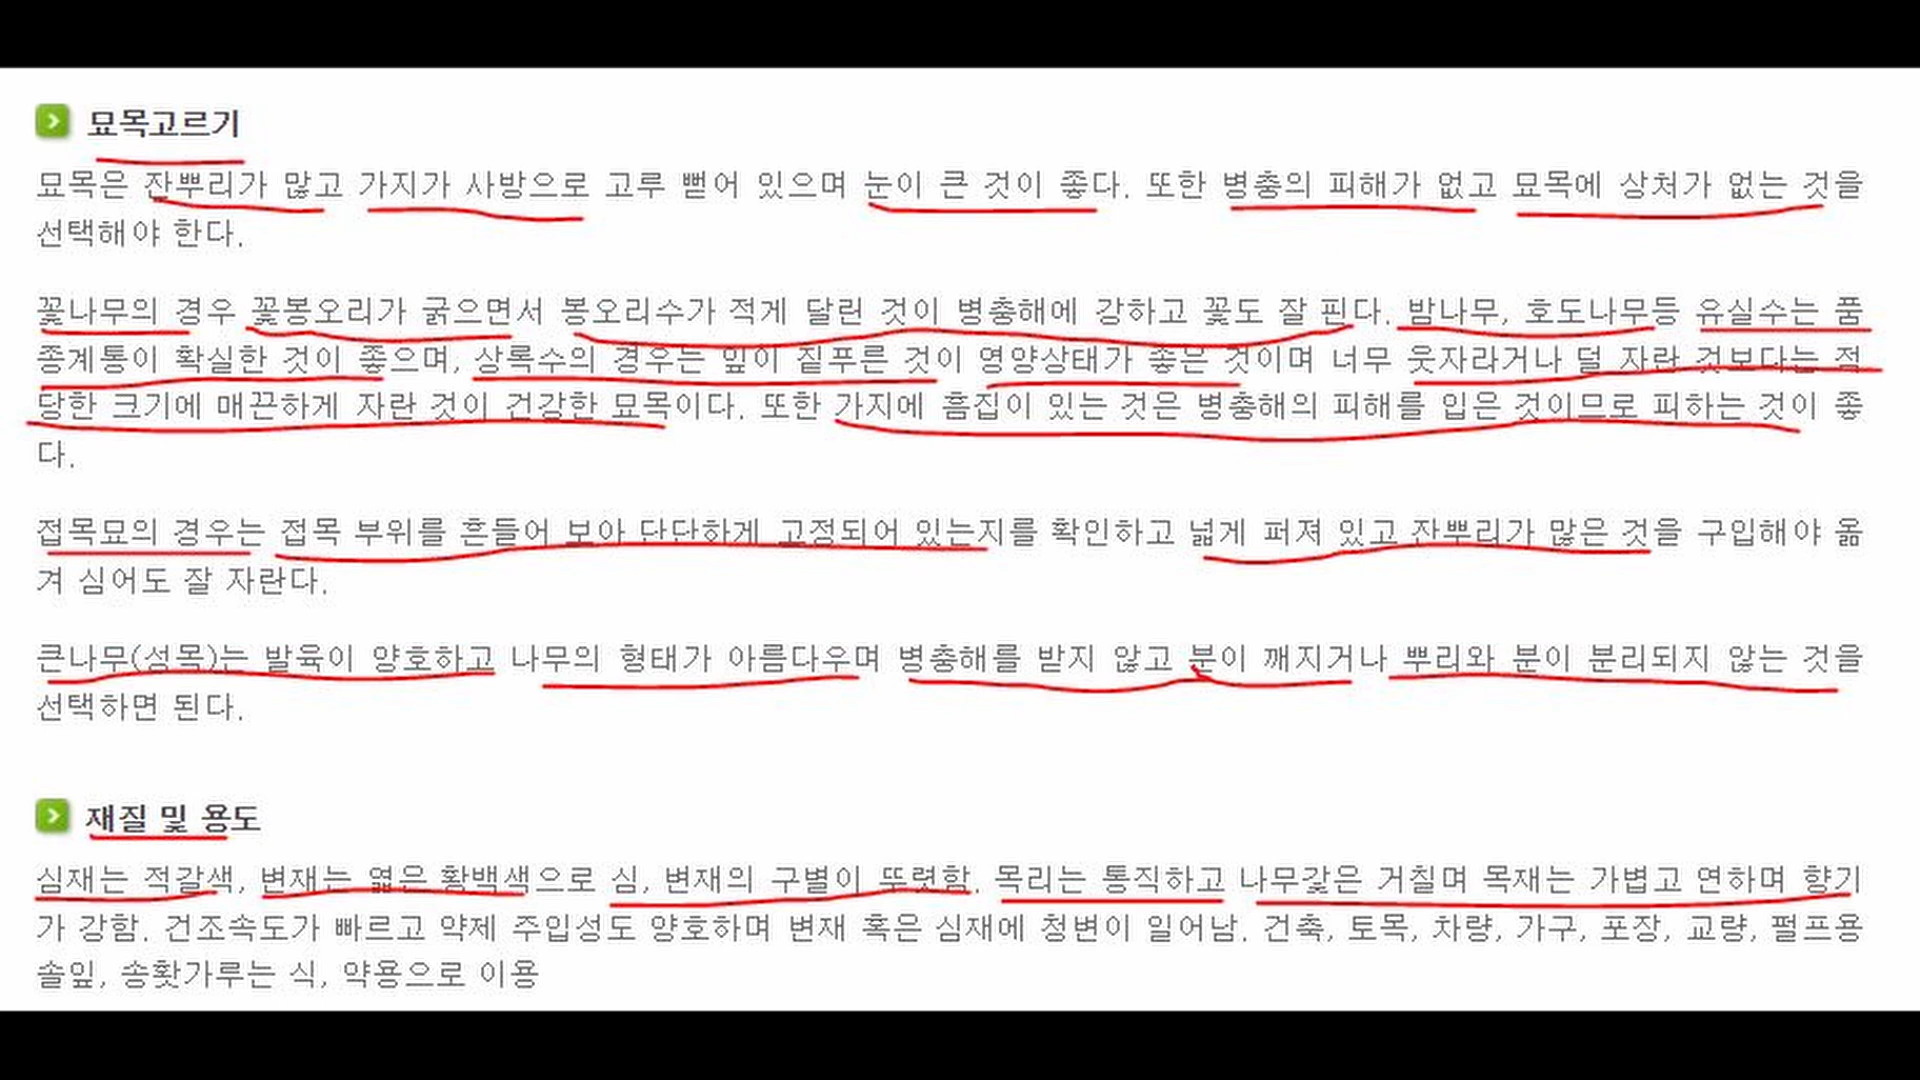 묘목고르기
묘목은 잔뿌리가 많고 가지가 사방으로 고루 뻗어 있으며 눈이 큰 것이 좋다. 또한 병충의 피해가 없고 묘목에 상처가 없는 것을
선택해야 한다.
꽃나무의 경우 꽃봉오리가 굵으면서 봉오리수가 적게 달린 것이 병충해에 강하고 꽃도 잘 핀다. 밤나무, 호도나무등 유실수는 품
종계통이 확실한 것이 좋으며, 상록수의 경우는 잎이 짙푸른 것이 영양상태가 좋은 것이며 너무 웃자라거나 덜 자란 것보다는 적
당한 크기에 매끈하게 자란 것이 건강한 묘목이다. 또한 가지에 흠집이 있는 것은 병충해의 피해를 입은 것이므로 피하는 것이 좋
다.
접목묘의 경우는 접목 부위를 흔들어 보아 단단하게 고정되어 있는지를 확인하고 넓게 퍼져 있고 잔뿌리가 많은 것을 구입해야 옮
겨 심어도 잘 자란다.
큰나무(성목)는 발육이 양호하고 나무의 형태가 아름다우며 병충해를 받지 않고 분이 깨지거나 뿌리와 분이 분리되지 않는 것을
선택하면 된다.
재질 및 용도
심재는 적갈색, 변재는 엷은 황백색으로 심, 변재의 구별이 뚜렷함. 목리는 통직하고 나무갗은 거칠며 목재는 가볍고 연하며 향기
가 강함. 건조속도가 빠르고 약제 주입성도 양호하며 변재 혹은 심재에 청변이 일어남. 건축, 토목, 차량, 가구, 포장, 교량, 펄프용
솔잎, 송홧가루는 식, 약용으로 이용